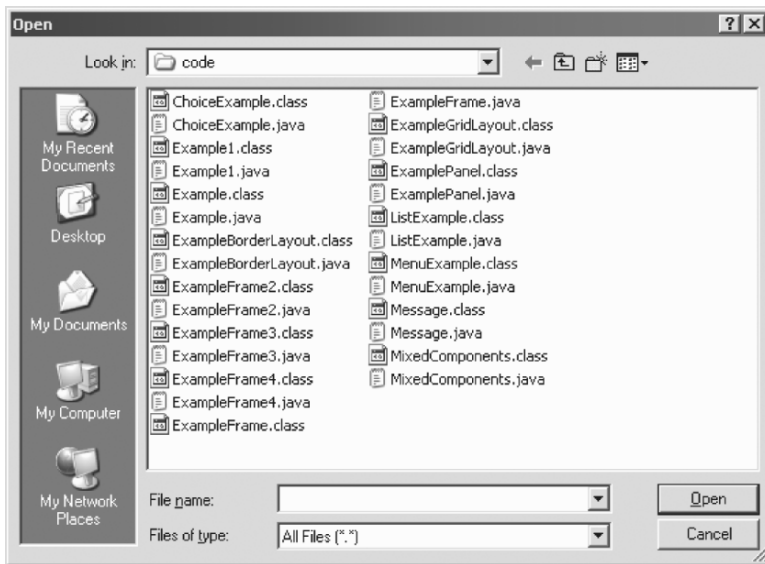 Open
Look in:
code
My Recent
Documents
Desktop
My Documents
My Computer
My Network
Places
ChoiceExample.class
ChoiceExample.java
Example1.class
Example1.java
Example.class
Example.java
ExampleBorderLayout.class
ExampleBorderLayout.java
ExampleFrame2.class
ExampleFrame2.java
ExampleFrame3.class
ExampleFrame3.java
ExampleFrame4.class
ExampleFrame4.java
ExampleFrame.class
ExampleFrame.java
ExampleGridLayout.class
ExampleGridLayout.java
ExamplePanel.class
ExamplePanel.java
ListExample.class
ListExample.java
MenuExample.class
MenuExample.java
Message.class
Message.java
MixedComponents.class
MixedComponents.java
File name:
Open
Files of type:
All Files (*.*)
Cancel